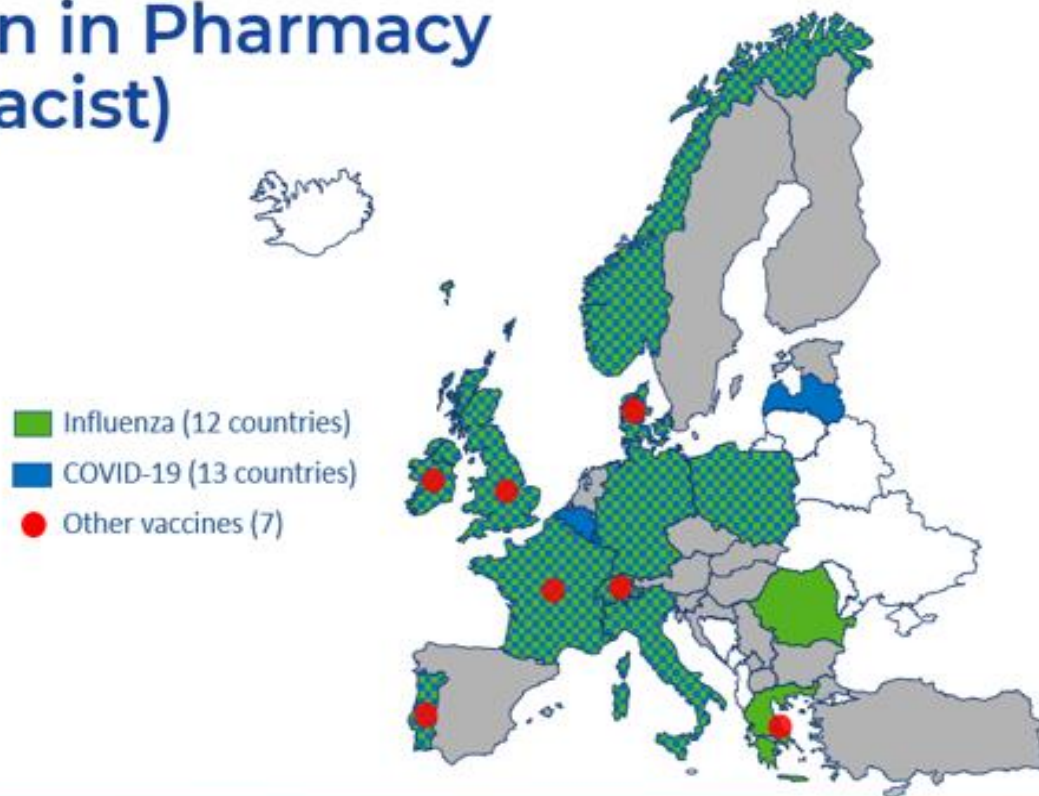 n in Pharmacy
acist)
Influenza (12 countries)
COVID-19 (13 countries)
Other vaccines (7)